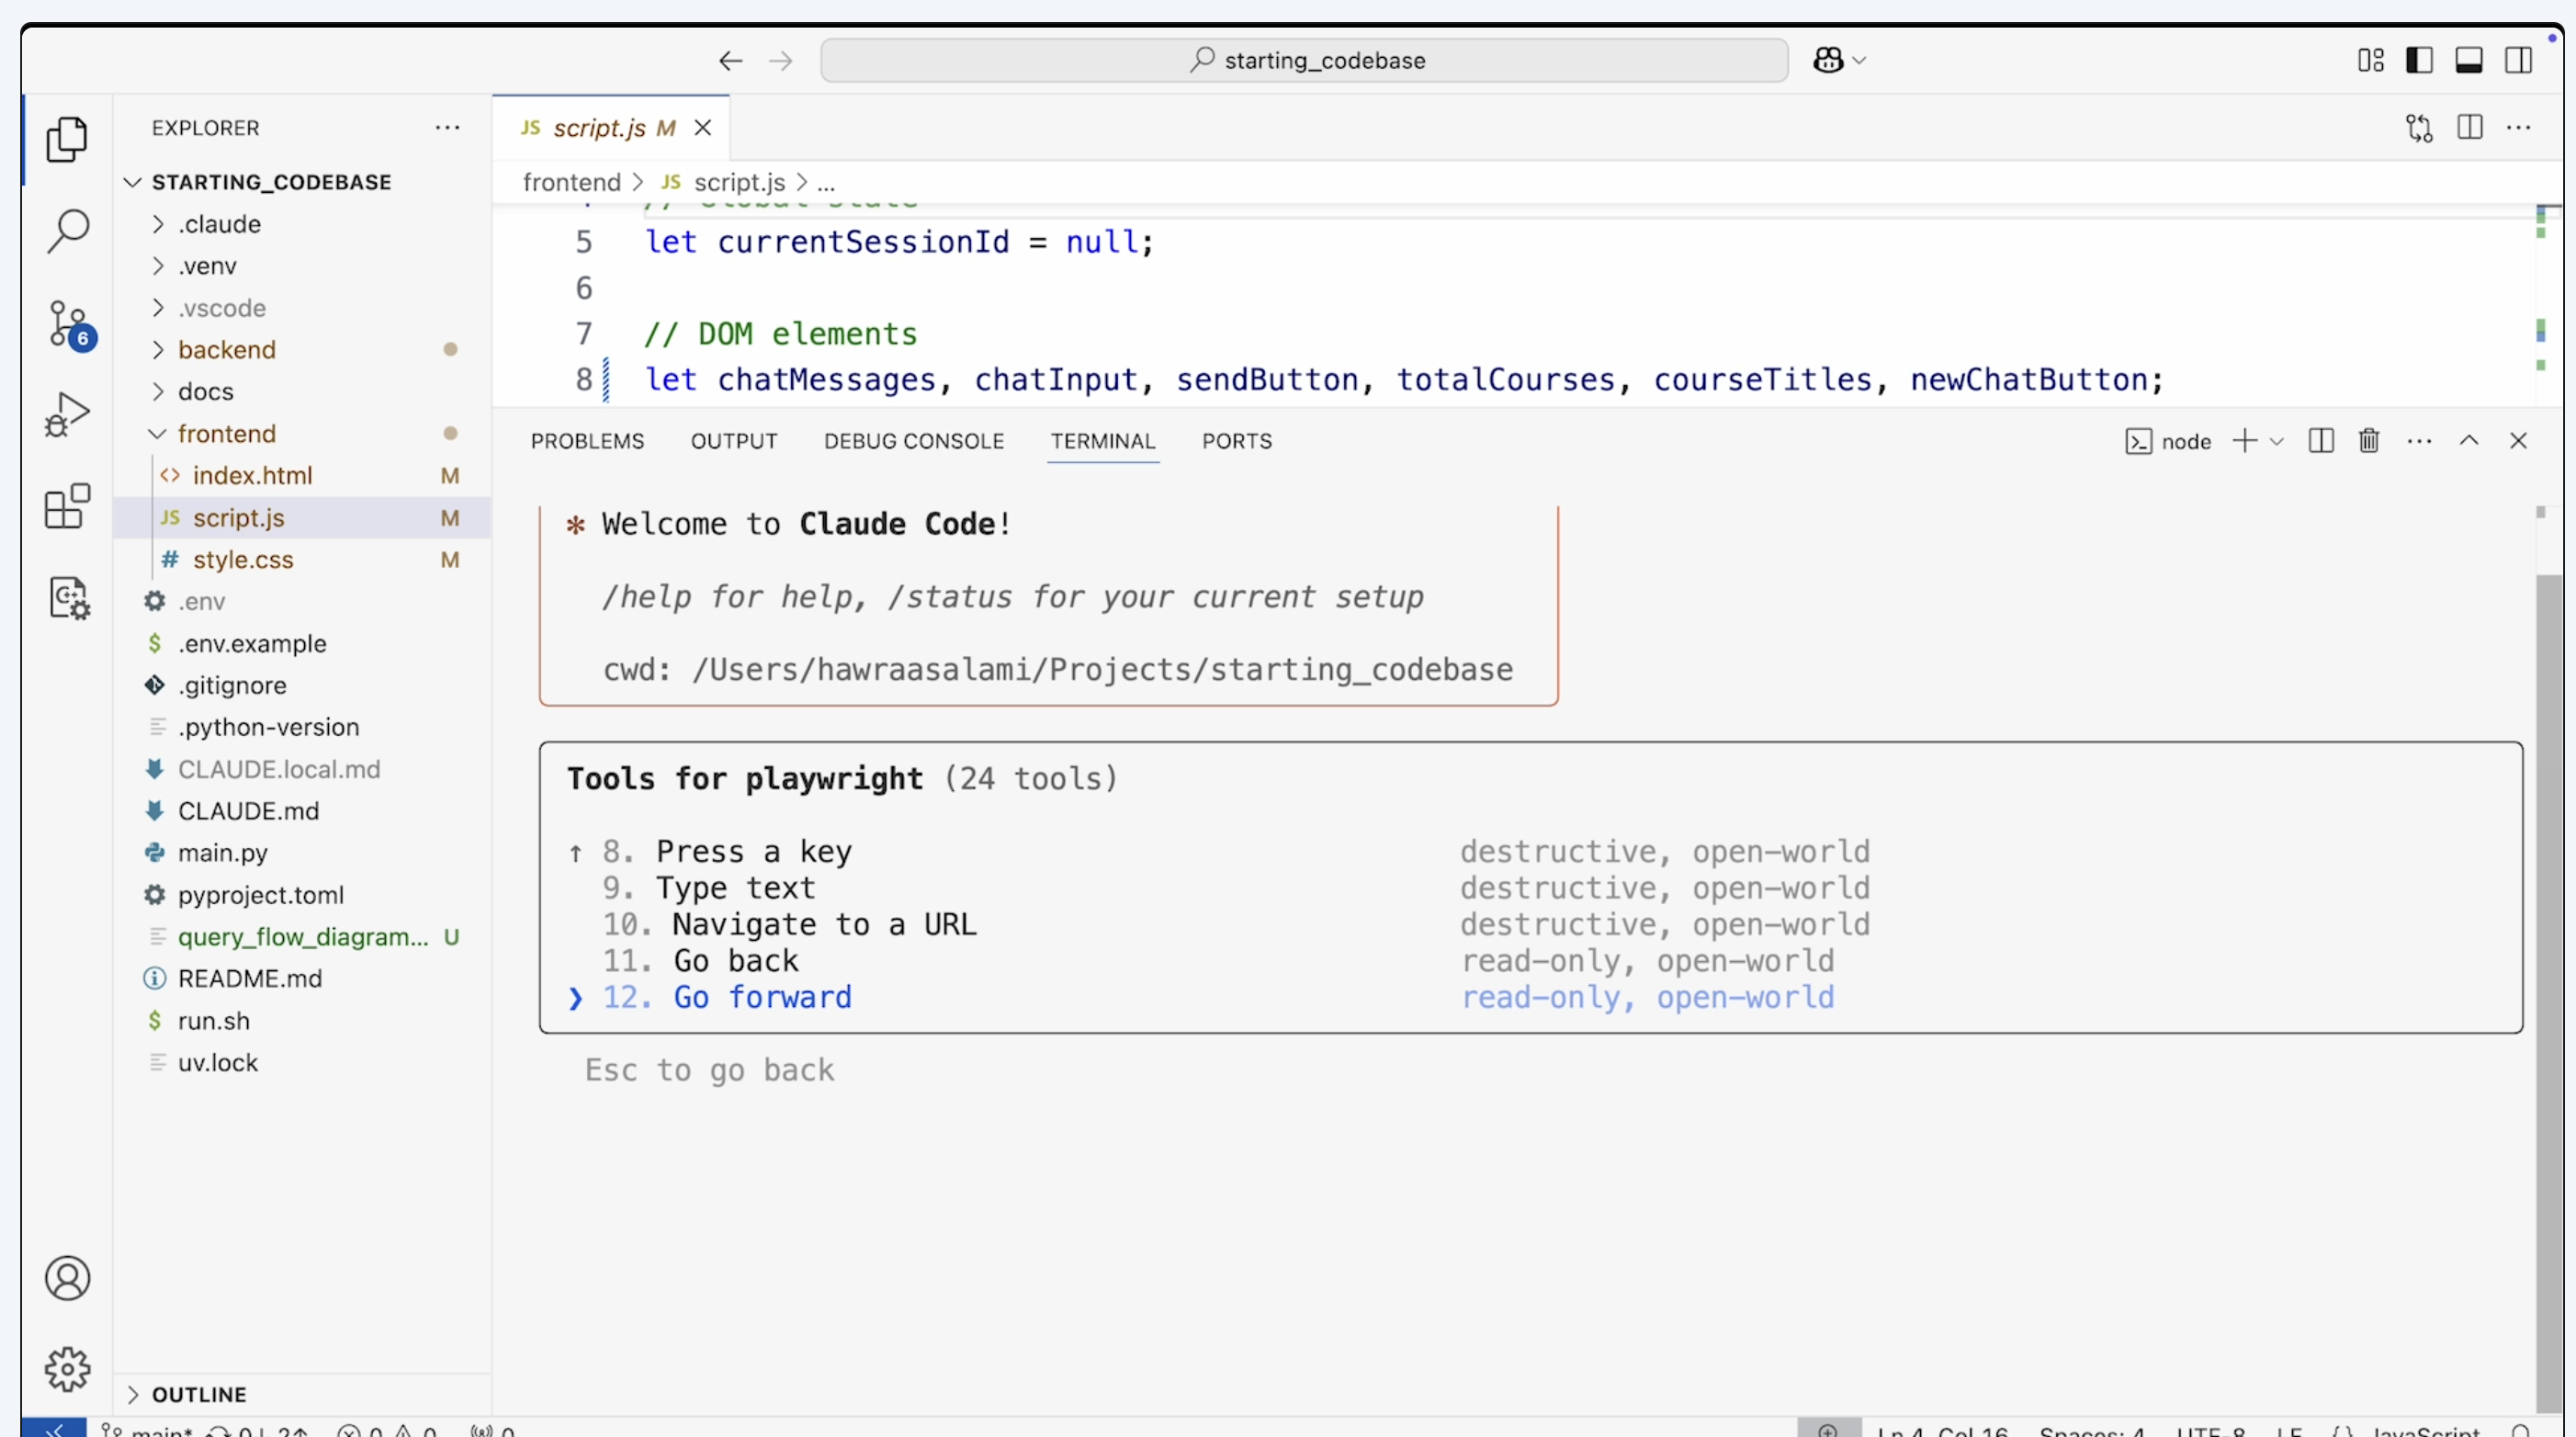 starting_codebase
EXPLORER
STARTING_CODEBASE
.claude
.venv
.vscode
backend
docs
frontend
<> index.html M
JS script.js M
# style.css M
.env
$ .env.example
.gitignore
.python-version
CLAUDE.local.md
CLAUDE.md
main.py
pyproject.toml
query_flow_diagram... U
README.md
$ run.sh
uv.lock
OUTLINE
6
JS script.js M
frontend > JS script.js > ...
// Global state
5 let currentSessionId = null;
6
7 // DOM elements
8 let chatMessages, chatInput, sendButton, totalCourses, courseTitles, newChatButton;
PROBLEMS OUTPUT DEBUG CONSOLE TERMINAL PORTS
node
✻ Welcome to Claude Code!
/help for help, /status for your current setup
cwd: /Users/hawraasalami/Projects/starting_codebase
Tools for playwright (24 tools)
↑ 8. Press a key destructive, open-world
9. Type text destructive, open-world
10. Navigate to a URL destructive, open-world
11. Go back read-only, open-world
❯ 12. Go forward read-only, open-world
Esc to go back
main* 0↓ 2↑ 0 0 0
Ln 4, Col 16 Spaces: 4 UTF-8 LF {} JavaScript